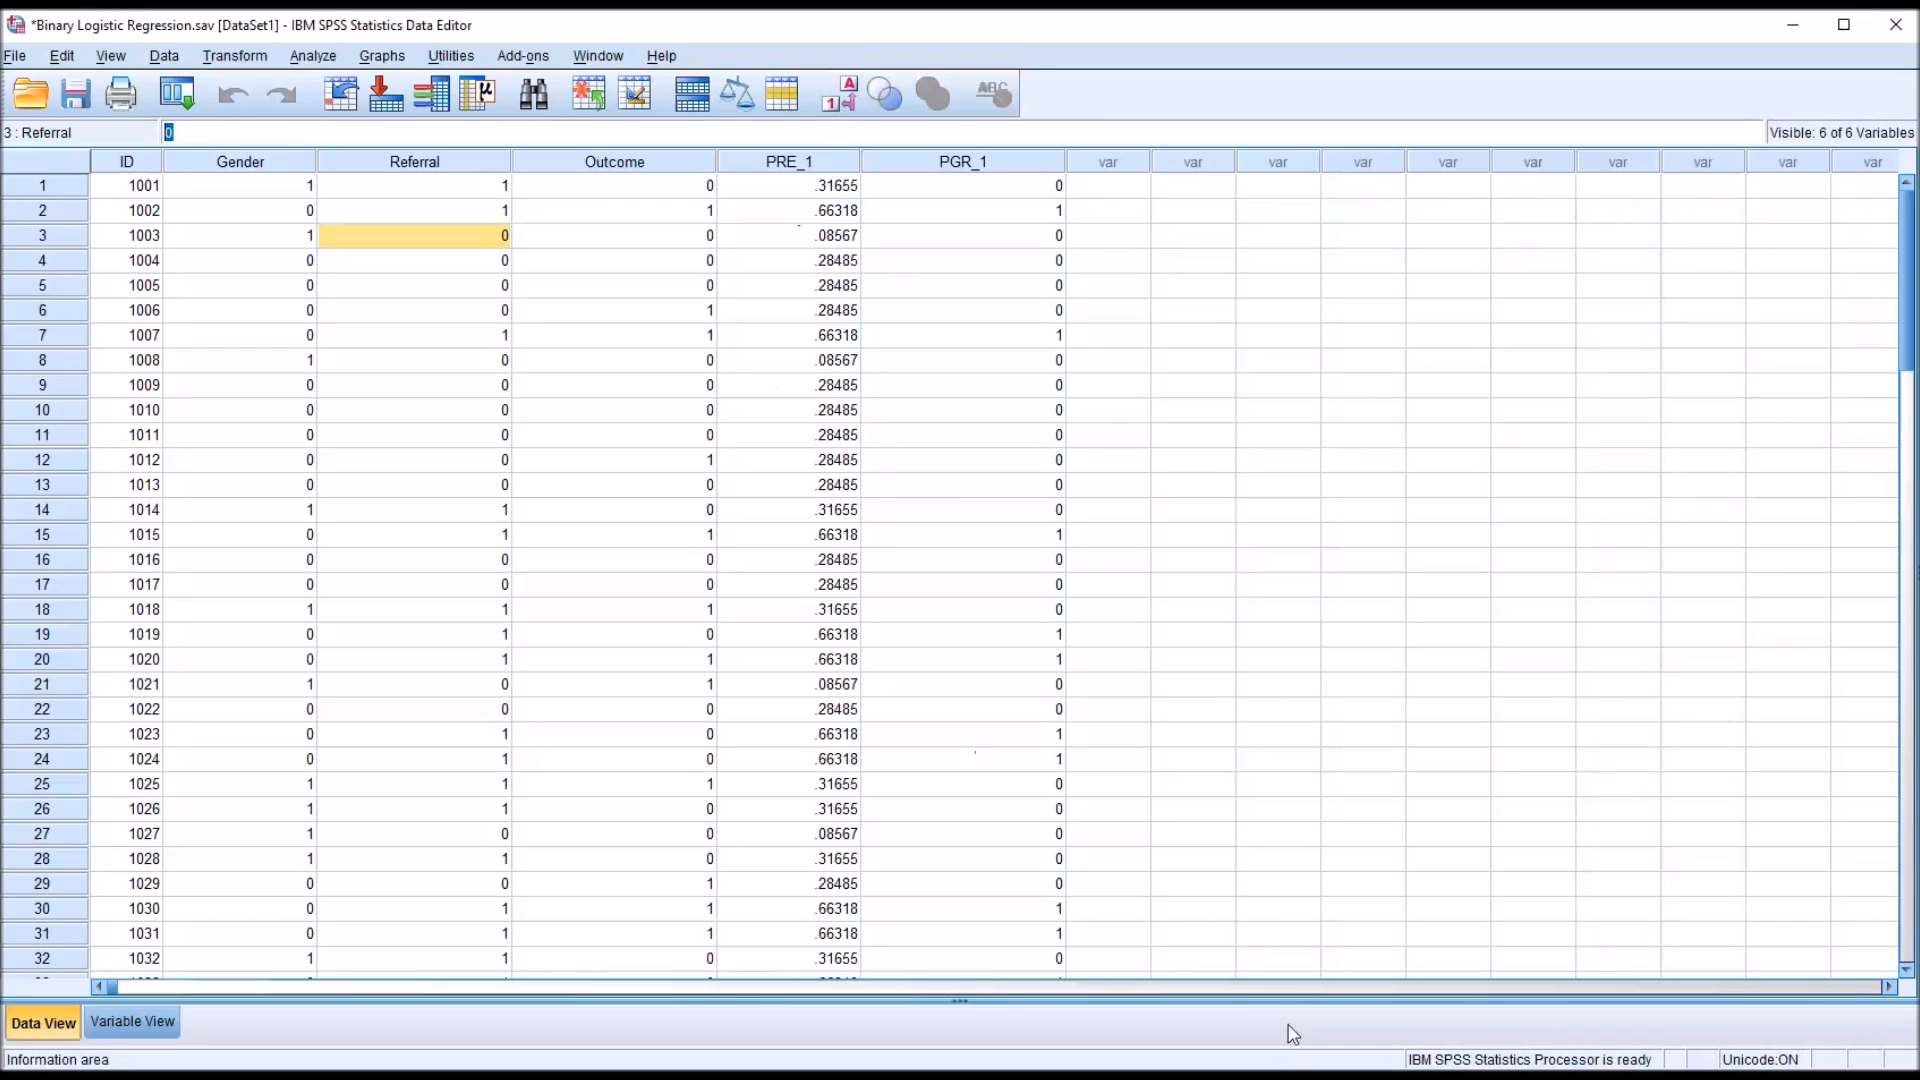 *Binary Logistic Regression.sav [DataSet1] - IBM SPSS Statistics Data Editor
File Edit View Data Transform Analyze Graphs Utilities Add-ons Window Help
μ A 1 ABC
3 : Referral 0 Visible: 6 of 6 Variables
ID Gender Referral Outcome PRE_1 PGR_1 var var var var var var var var var var
1 1001 1 1 0 .31655 0
2 1002 0 1 1 .66318 1
3 1003 1 0 0 .08567 0
4 1004 0 0 0 .28485 0
5 1005 0 0 0 .28485 0
6 1006 0 0 1 .28485 0
7 1007 0 1 1 .66318 1
8 1008 1 0 0 .08567 0
9 1009 0 0 0 .28485 0
10 1010 0 0 0 .28485 0
11 1011 0 0 0 .28485 0
12 1012 0 0 1 .28485 0
13 1013 0 0 0 .28485 0
14 1014 1 1 0 .31655 0
15 1015 0 1 1 .66318 1
16 1016 0 0 0 .28485 0
17 1017 0 0 0 .28485 0
18 1018 1 1 1 .31655 0
19 1019 0 1 0 .66318 1
20 1020 0 1 1 .66318 1
21 1021 1 0 1 .08567 0
22 1022 0 0 0 .28485 0
23 1023 0 1 0 .66318 1
24 1024 0 1 0 .66318 1
25 1025 1 1 1 .31655 0
26 1026 1 1 0 .31655 0
27 1027 1 0 0 .08567 0
28 1028 1 1 0 .31655 0
29 1029 0 0 1 .28485 0
30 1030 0 1 1 .66318 1
31 1031 0 1 1 .66318 1
32 1032 1 1 0 .31655 0
Data View Variable View
Information area IBM SPSS Statistics Processor is ready Unicode:ON